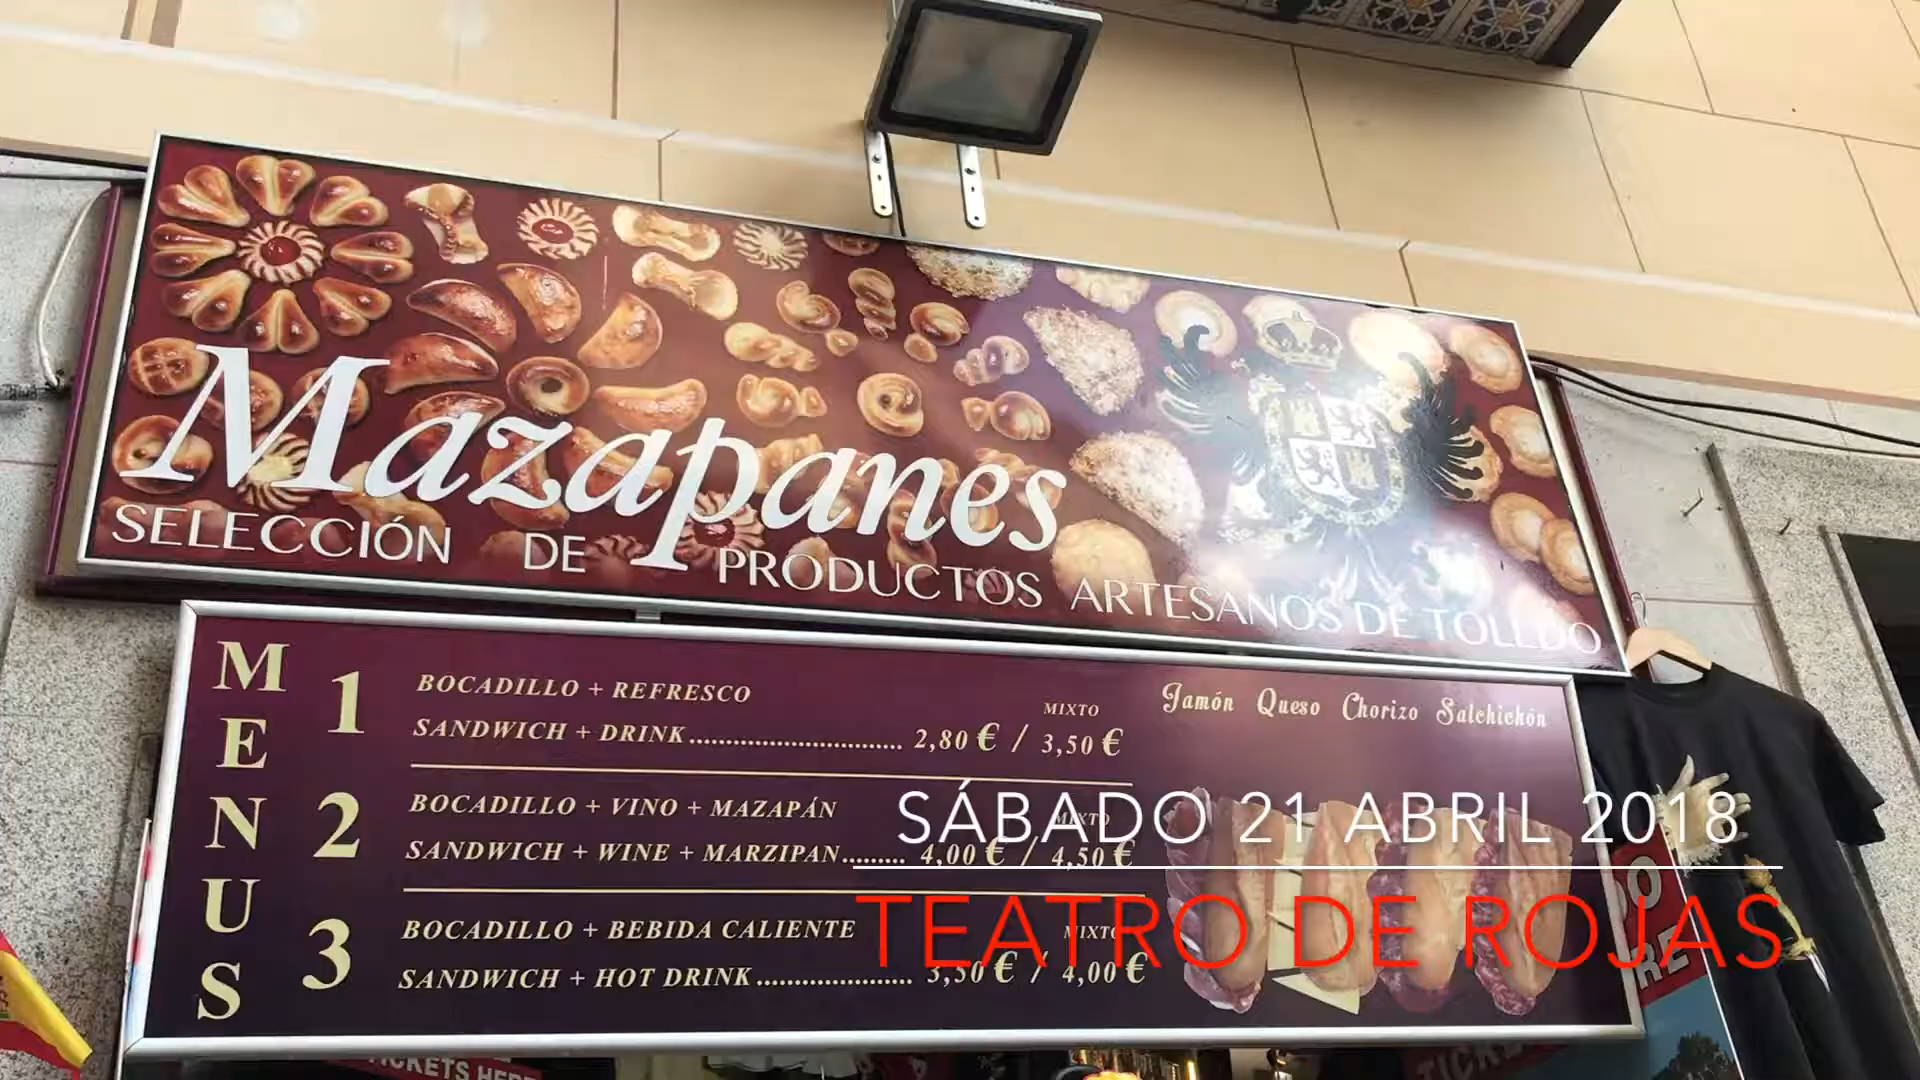 Mazapanes
SELECCIÓN DE PRODUCTOS ARTESANOS DE TOLEDO
MENUS
1
BOCADILLO + REFRESCO
MIXTO
SANDWICH + DRINK.............................. 2,80 € / 3,50 €
2
BOCADILLO + VINO + MAZAPÁN
MIXTO
SANDWICH + WINE + MARZIPAN......... 4,00 € / 4,50 €
3
BOCADILLO + BEBIDA CALIENTE
MIXTO
SANDWICH + HOT DRINK...................... 3,50 € / 4,00 €
Jamón Queso Chorizo Salchichón
SÁBADO 21 ABRIL 2018
TEATRO DE ROJAS
TICKETS HERE